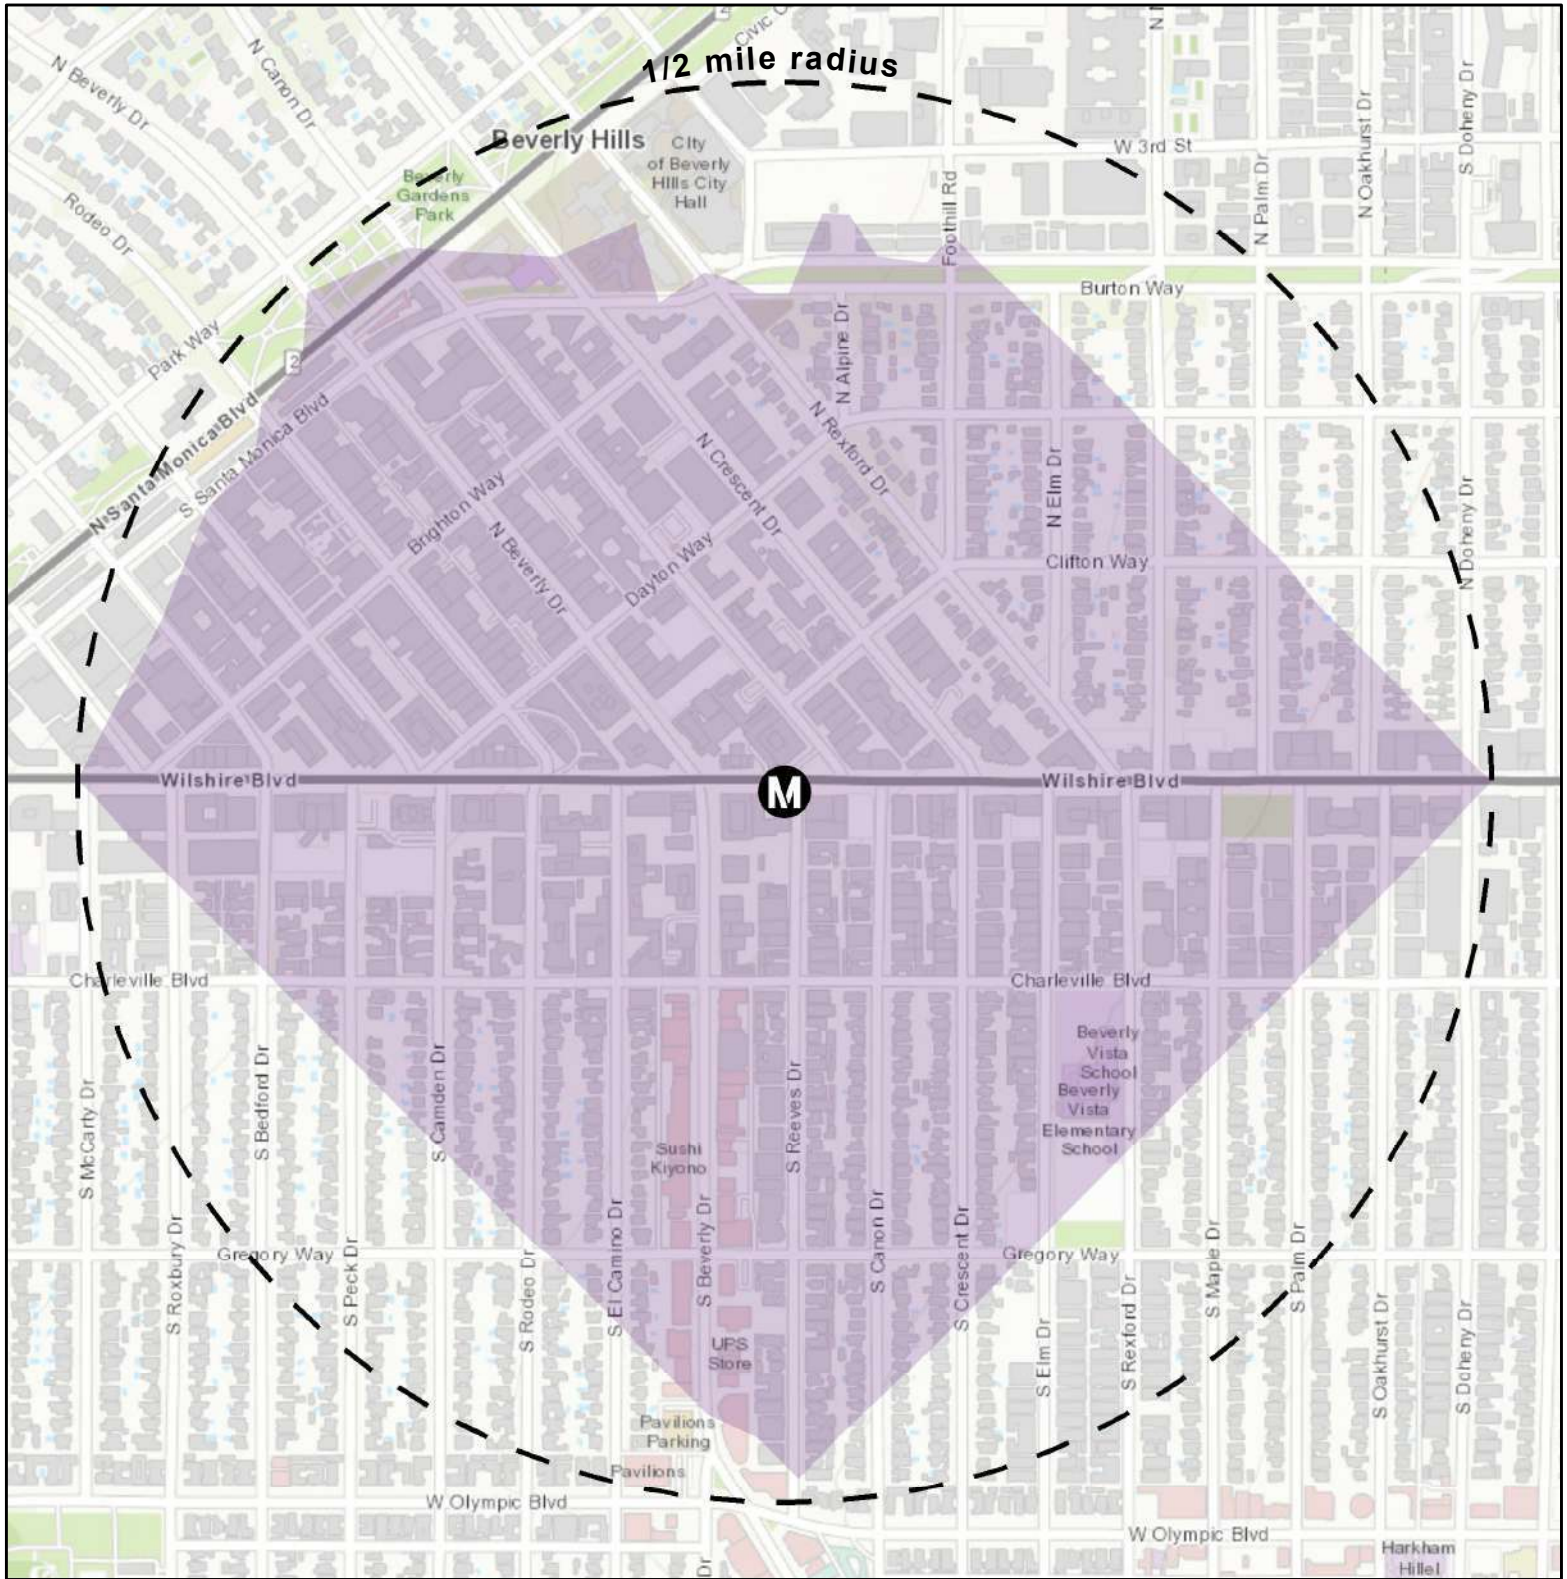 1/2 mile radius
N Beverly Dr
N Canon Dr
Civic C
Beverly Hills
City
of Beverly
Hills City
Hall
W 3rd St
N Oakhurst Dr
S Doheny Dr
Beverly
Gardens
Park
Rodeo Dr
Foothill Rd
N Palm Dr
Burton Way
Park Way
2
N Alpine Dr
N Santa Monica Blvd
S Santa Monica Blvd
N Rexford Dr
N Crescent Dr
Brighton Way
N Beverly Dr
Dayton Way
N Elm Dr
N Doheny Dr
Clifton Way
Wilshire Blvd
M
Wilshire Blvd
Charleville Blvd
Charleville Blvd
Beverly
Vista
School
Beverly
Vista
Elementary
School
S McCarty Dr
S Bedford Dr
S Camden Dr
S Reeves Dr
Sushi
Kiyono
S Roxbury Dr
Gregory Way
S Peck Dr
S Rodeo Dr
S El Camino Dr
S Beverly Dr
S Canon Dr
S Crescent Dr
Gregory Way
S Maple Dr
S Palm Dr
UPS
Store
S Elm Dr
S Rexford Dr
S Oakhurst Dr
S Doheny Dr
Pavilions
Parking
Pavilions
W Olympic Blvd
W Olympic Blvd
Dr
Harkham
Hillel